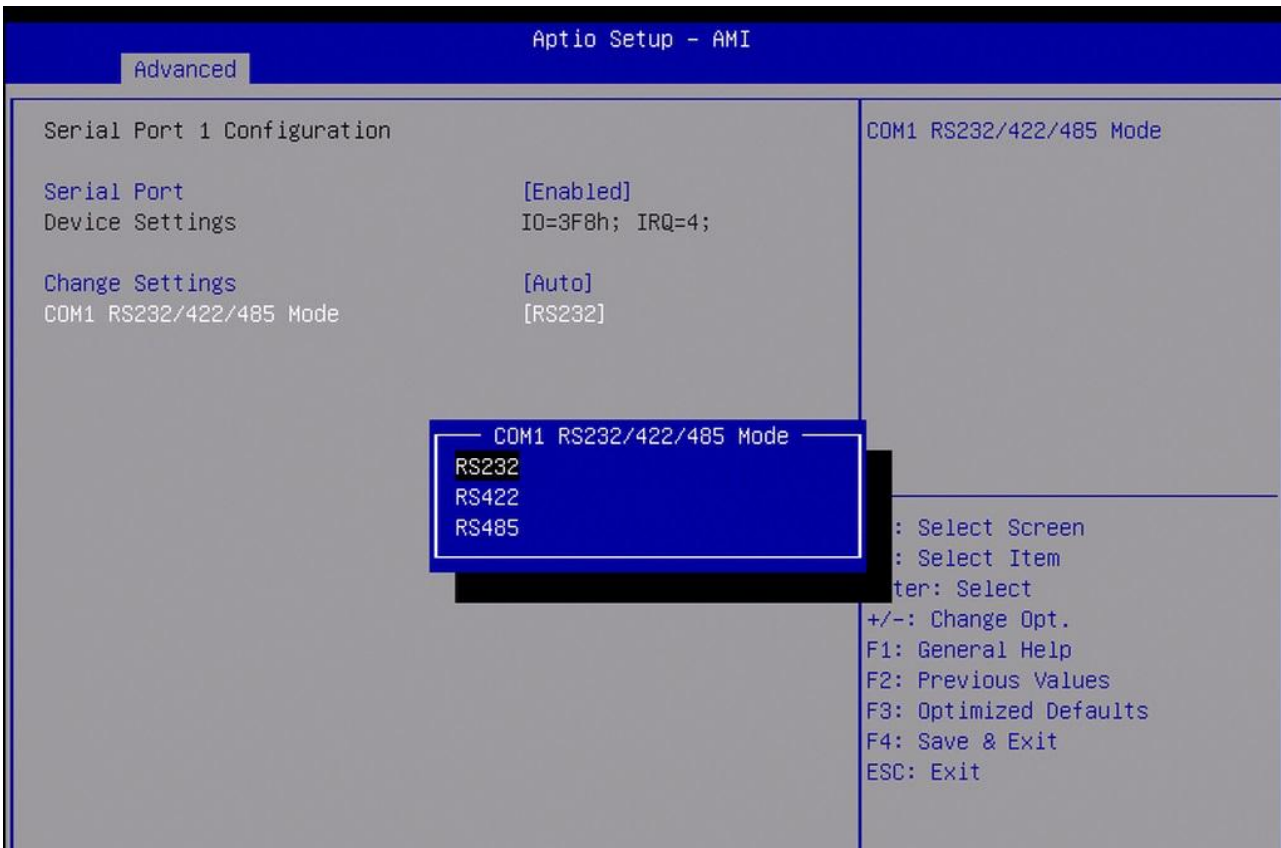 Aptio Setup – AMI
Advanced
Serial Port 1 Configuration
Serial Port [Enabled]
Device Settings IO=3F8h; IRQ=4;
Change Settings [Auto]
COM1 RS232/422/485 Mode [RS232]
COM1 RS232/422/485 Mode
COM1 RS232/422/485 Mode
RS232
RS422
RS485
: Select Screen
: Select Item
ter: Select
+/-: Change Opt.
F1: General Help
F2: Previous Values
F3: Optimized Defaults
F4: Save & Exit
ESC: Exit